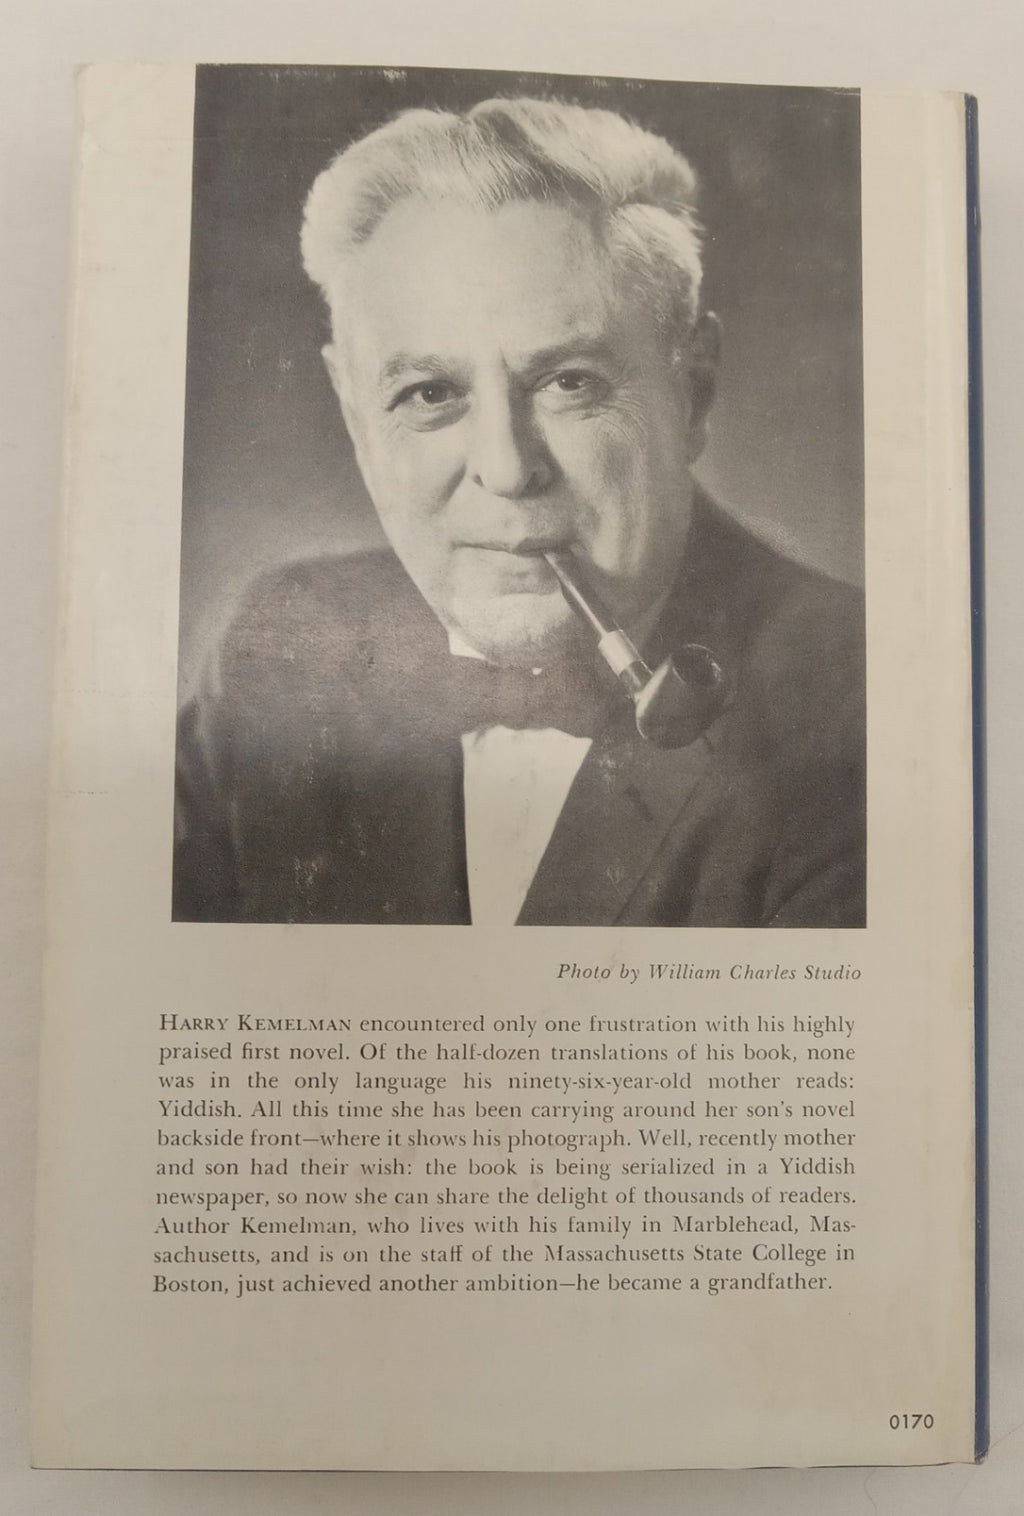 Photo by William Charles Studio
HARRY KEMELMAN encountered only one frustration with his highly
praised first novel. Of the half-dozen translations of his book, none
was in the only language his ninety-six-year-old mother reads:
Yiddish. All this time she has been carrying around her son's novel
backside front—where it shows his photograph. Well, recently mother
and son had their wish: the book is being serialized in a Yiddish
newspaper, so now she can share the delight of thousands of readers.
Author Kemelman, who lives with his family in Marblehead, Mas-
sachusetts, and is on the staff of the Massachusetts State College in
Boston, just achieved another ambition—he became a grandfather.
0170